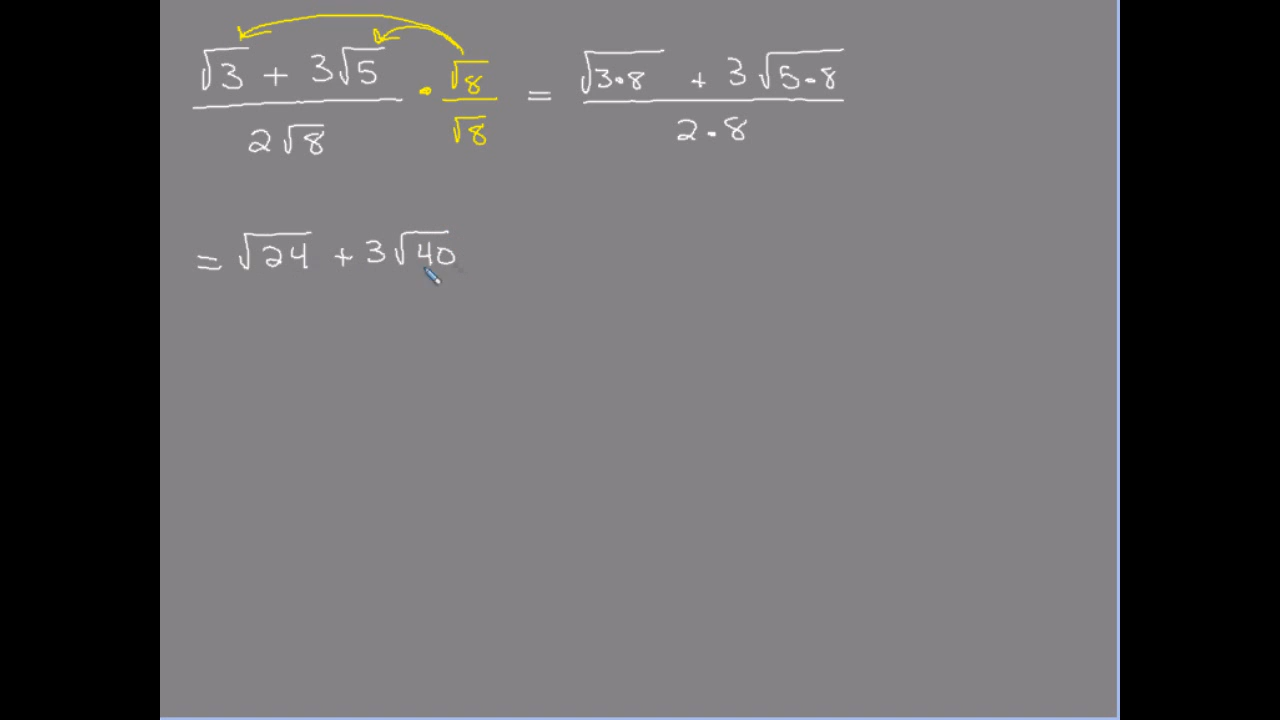 (√3 + 3√5)/(2√8) · √8/√8 = (√(3·8) + 3√(5·8))/(2·8)
= √24 + 3√40